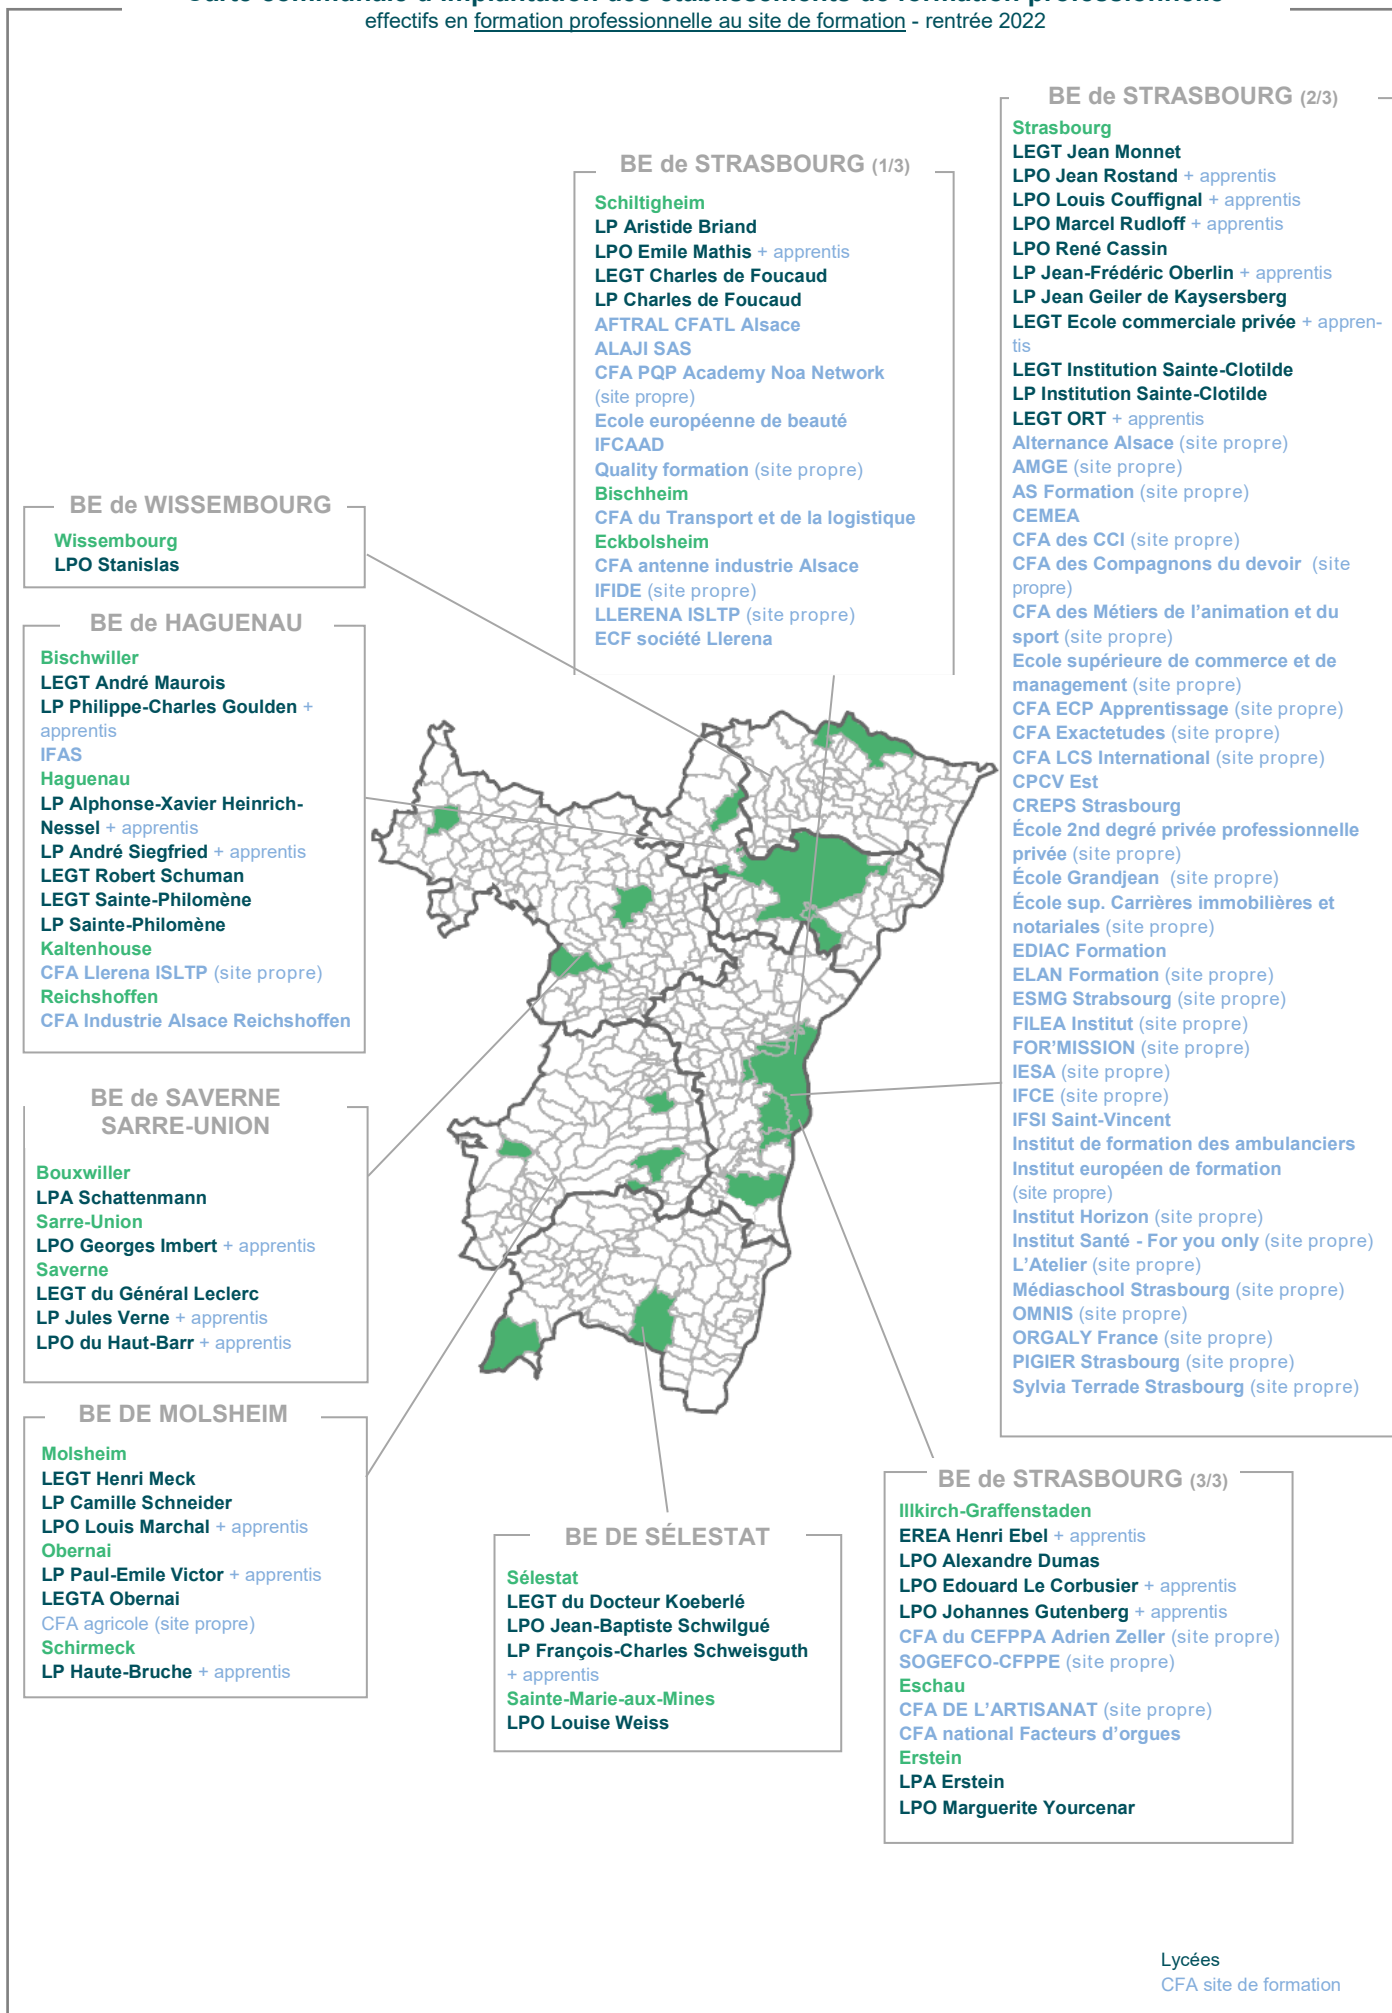 Carte communale d'implantation des établissements de formation professionnelle
effectifs en formation professionnelle au site de formation - rentrée 2022
BE de STRASBOURG (2/3)
Strasbourg
LEGT Jean Monnet
LPO Jean Rostand + apprentis
LPO Louis Couffignal + apprentis
LPO Marcel Rudloff + apprentis
LPO René Cassin
LP Jean-Frédéric Oberlin + apprentis
LP Jean Geiler de Kaysersberg
LEGT Ecole commerciale privée + appren-
tis
LEGT Institution Sainte-Clotilde
LP Institution Sainte-Clotilde
LEGT ORT + apprentis
Alternance Alsace (site propre)
AMGE (site propre)
AS Formation (site propre)
CEMEA
CFA des CCI (site propre)
CFA des Compagnons du devoir (site
propre)
CFA des Métiers de l'animation et du
sport (site propre)
Ecole supérieure de commerce et de
management (site propre)
CFA ECP Apprentissage (site propre)
CFA Exactetudes (site propre)
CFA LCS International (site propre)
CPCV Est
CREPS Strasbourg
École 2nd degré privée professionnelle
privée (site propre)
École Grandjean (site propre)
École sup. Carrières immobilières et
notariales (site propre)
EDIAC Formation
ELAN Formation (site propre)
ESMG Strabsourg (site propre)
FILEA Institut (site propre)
FOR'MISSION (site propre)
IESA (site propre)
IFCE (site propre)
IFSI Saint-Vincent
Institut de formation des ambulanciers
Institut européen de formation
(site propre)
Institut Horizon (site propre)
Institut Santé - For you only (site propre)
L'Atelier (site propre)
Médiaschool Strasbourg (site propre)
OMNIS (site propre)
ORGALY France (site propre)
PIGIER Strasbourg (site propre)
Sylvia Terrade Strasbourg (site propre)
BE de STRASBOURG (1/3)
Schiltigheim
LP Aristide Briand
LPO Emile Mathis + apprentis
LEGT Charles de Foucaud
LP Charles de Foucaud
AFTRAL CFATL Alsace
ALAJI SAS
CFA PQP Academy Noa Network
(site propre)
Ecole européenne de beauté
IFCAAD
Quality formation (site propre)
Bischheim
CFA du Transport et de la logistique
Eckbolsheim
CFA antenne industrie Alsace
IFIDE (site propre)
LLERENA ISLTP (site propre)
ECF société Llerena
BE de WISSEMBOURG
Wissembourg
LPO Stanislas
BE de HAGUENAU
Bischwiller
LEGT André Maurois
LP Philippe-Charles Goulden +
apprentis
IFAS
Haguenau
LP Alphonse-Xavier Heinrich-
Nessel + apprentis
LP André Siegfried + apprentis
LEGT Robert Schuman
LEGT Sainte-Philomène
LP Sainte-Philomène
Kaltenhouse
CFA Llerena ISLTP (site propre)
Reichshoffen
CFA Industrie Alsace Reichshoffen
BE de SAVERNE
SARRE-UNION
Bouxwiller
LPA Schattenmann
Sarre-Union
LPO Georges Imbert + apprentis
Saverne
LEGT du Général Leclerc
LP Jules Verne + apprentis
LPO du Haut-Barr + apprentis
BE DE MOLSHEIM
Molsheim
LEGT Henri Meck
LP Camille Schneider
LPO Louis Marchal + apprentis
Obernai
LP Paul-Emile Victor + apprentis
LEGTA Obernai
CFA agricole (site propre)
Schirmeck
LP Haute-Bruche + apprentis
BE DE SÉLESTAT
Sélestat
LEGT du Docteur Koeberlé
LPO Jean-Baptiste Schwilgué
LP François-Charles Schweisguth
+ apprentis
Sainte-Marie-aux-Mines
LPO Louise Weiss
BE de STRASBOURG (3/3)
Illkirch-Graffenstaden
EREA Henri Ebel + apprentis
LPO Alexandre Dumas
LPO Edouard Le Corbusier + apprentis
LPO Johannes Gutenberg + apprentis
CFA du CEFPPA Adrien Zeller (site propre)
SOGEFCO-CFPPE (site propre)
Eschau
CFA DE L'ARTISANAT (site propre)
CFA national Facteurs d'orgues
Erstein
LPA Erstein
LPO Marguerite Yourcenar
Lycées
CFA site de formation